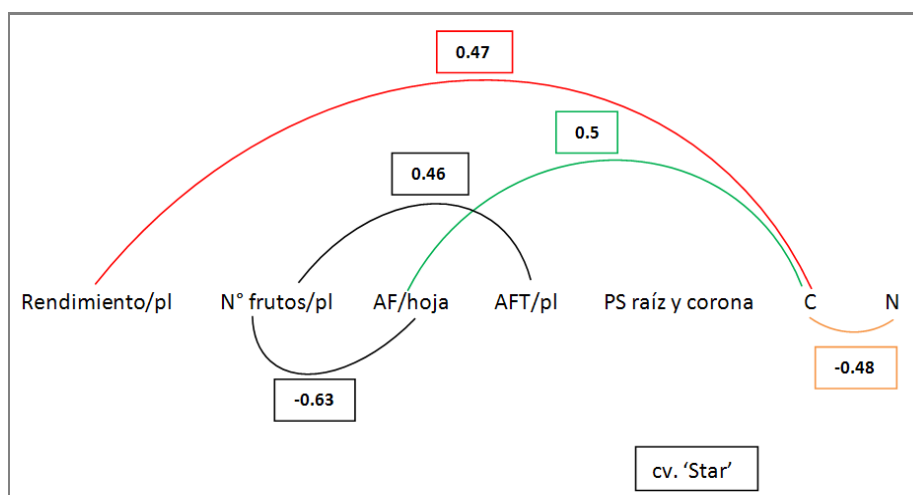 0.47
0.5
0.46
Rendimiento/pl N° frutos/pl AF/hoja AFT/pl PS raíz y corona C N
-0.48
-0.63
cv. ‘Star’